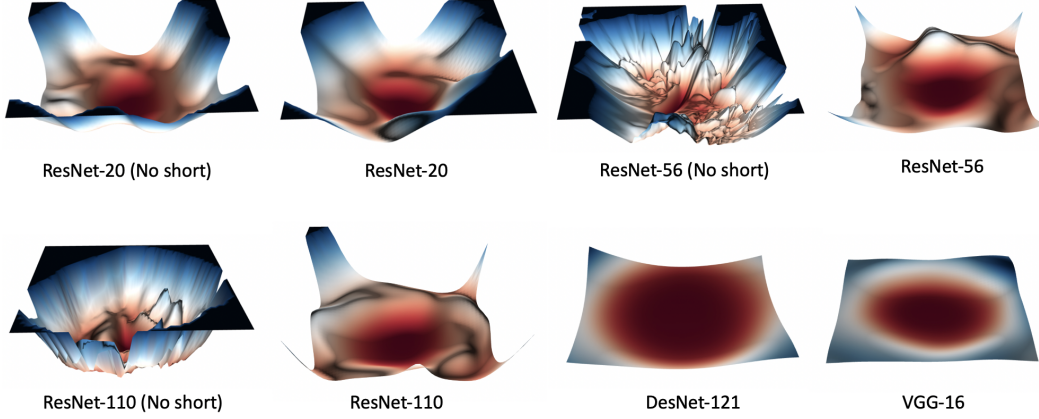 ResNet-20 (No short)
ResNet-20
ResNet-56 (No short)
ResNet-56
ResNet-110 (No short)
ResNet-110
DesNet-121
VGG-16